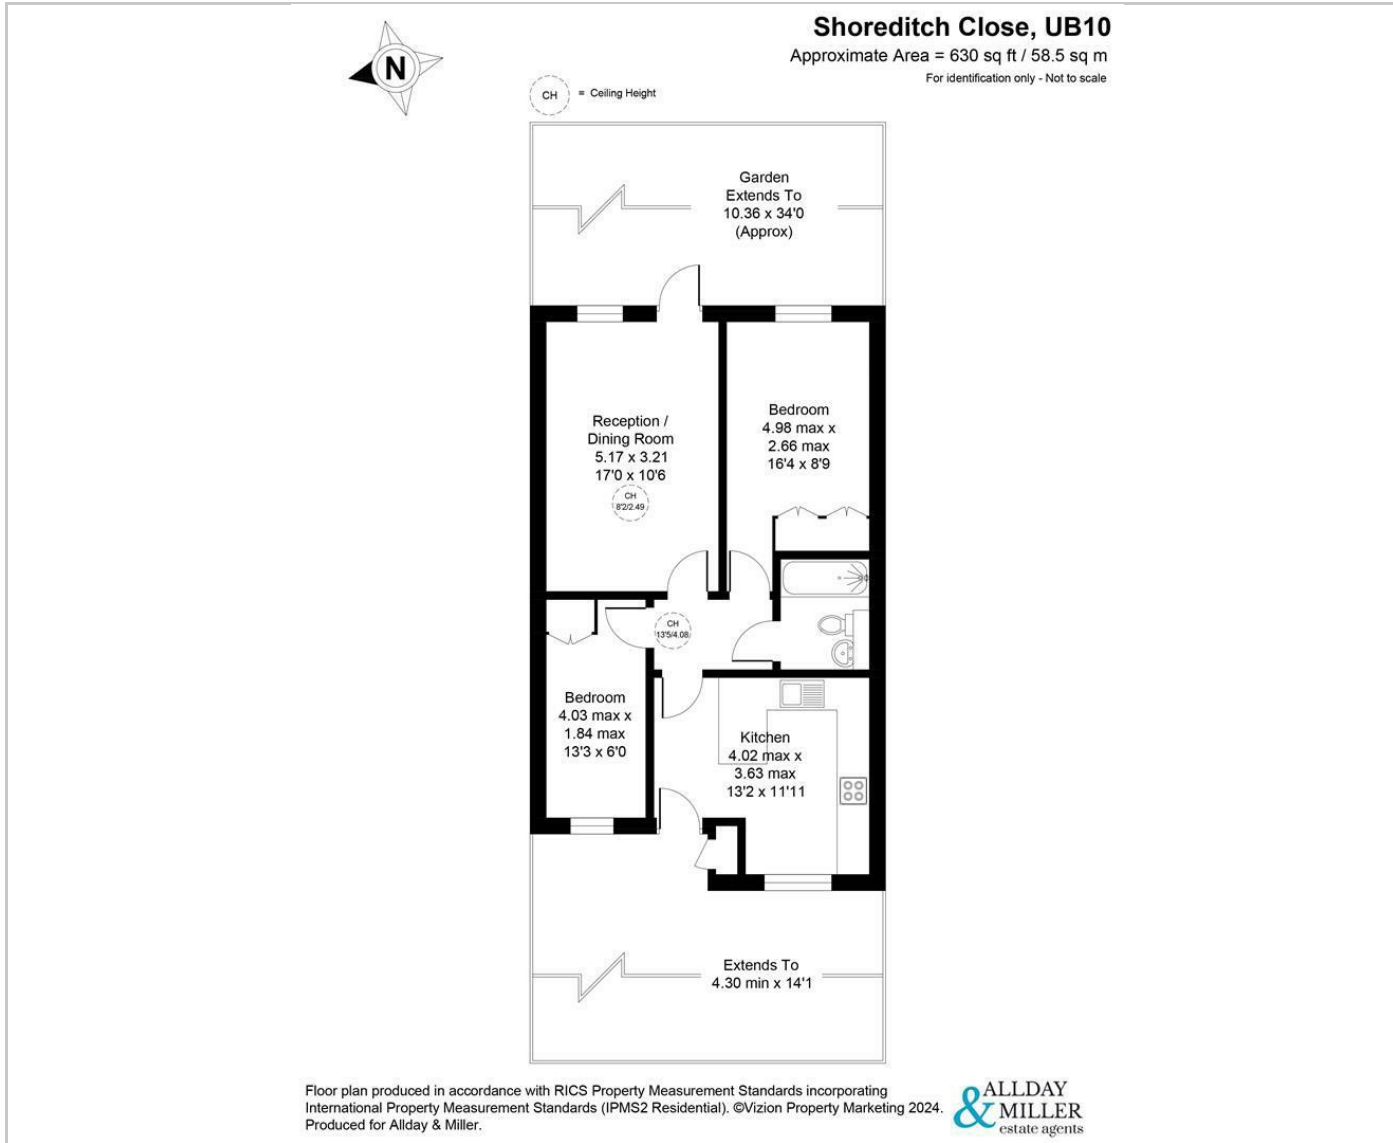 Shoreditch Close, UB10
Approximate Area = 630 sq ft / 58.5 sq m
For identification only - Not to scale
N
CH = Ceiling Height
Garden
Extends To
10.36 x 34'0
(Approx)
Reception /
Dining Room
5.17 x 3.21
17'0 x 10'6
CH
8'2/2.49
Bedroom
4.98 max x
2.66 max
16'4 x 8'9
CH
13'5/4.08
Bedroom
4.03 max x
1.84 max
13'3 x 6'0
Kitchen
4.02 max x
3.63 max
13'2 x 11'11
Extends To
4.30 min x 14'1
Floor plan produced in accordance with RICS Property Measurement Standards incorporating
International Property Measurement Standards (IPMS2 Residential). ©Vizion Property Marketing 2024.
Produced for Allday & Miller.
ALLDAY
& MILLER
estate agents